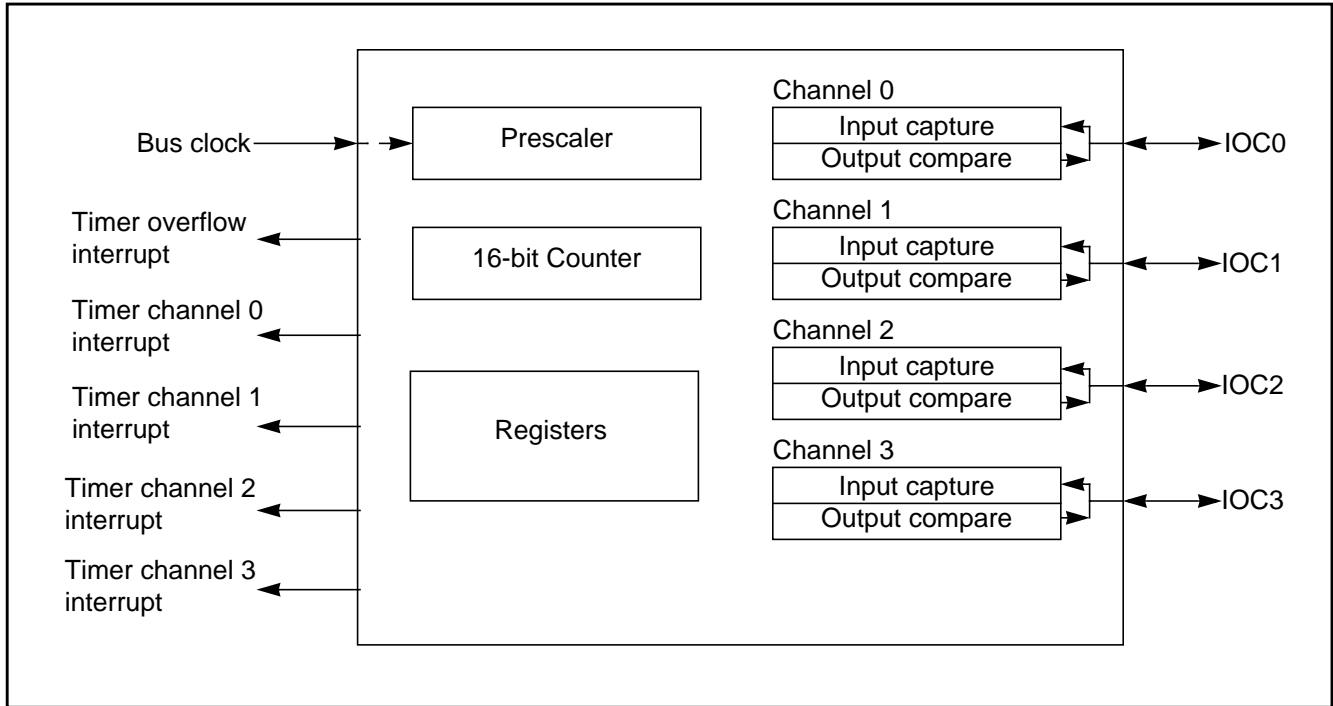 Bus clock
Timer overflow
interrupt
Timer channel 0
interrupt
Timer channel 1
interrupt
Timer channel 2
interrupt
Timer channel 3
interrupt
Prescaler
16-bit Counter
Registers
Channel 0
Input capture
Output compare
Channel 1
Input capture
Output compare
Channel 2
Input capture
Output compare
Channel 3
Input capture
Output compare
IOC0
IOC1
IOC2
IOC3